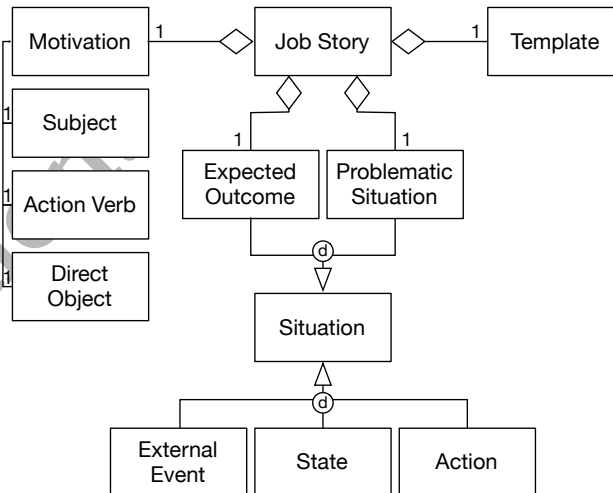 Motivation
1
Job Story
1
Template
1
Subject
1
1
Expected
Outcome
Problematic
Situation
1
Action Verb
d
1
Direct
Object
Situation
d
External
Event
State
Action